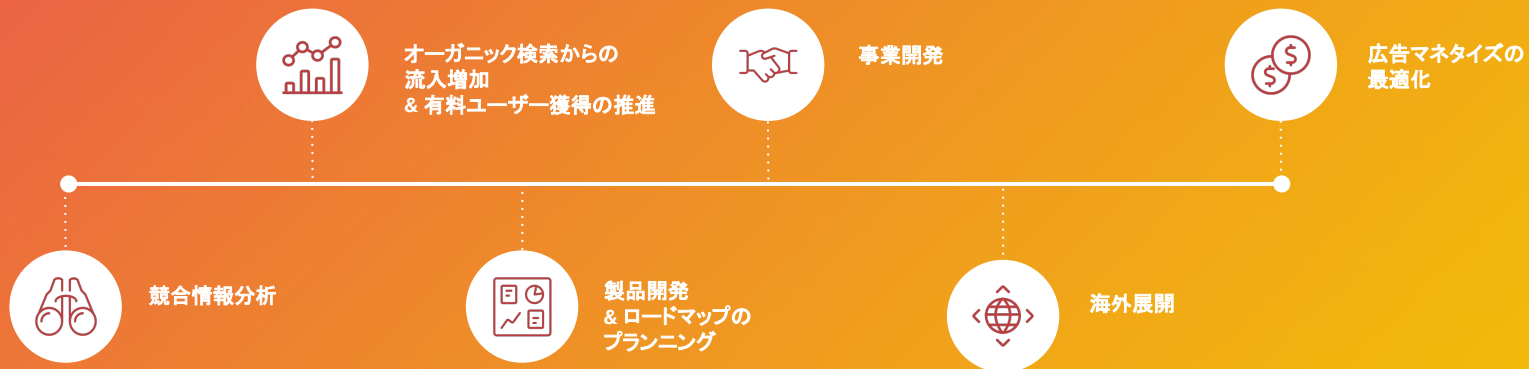 オーガニック検索からの
流入増加
& 有料ユーザー獲得の推進
事業開発
広告マネタイズの
最適化
競合情報分析
製品開発
& ロードマップの
プランニング
海外展開